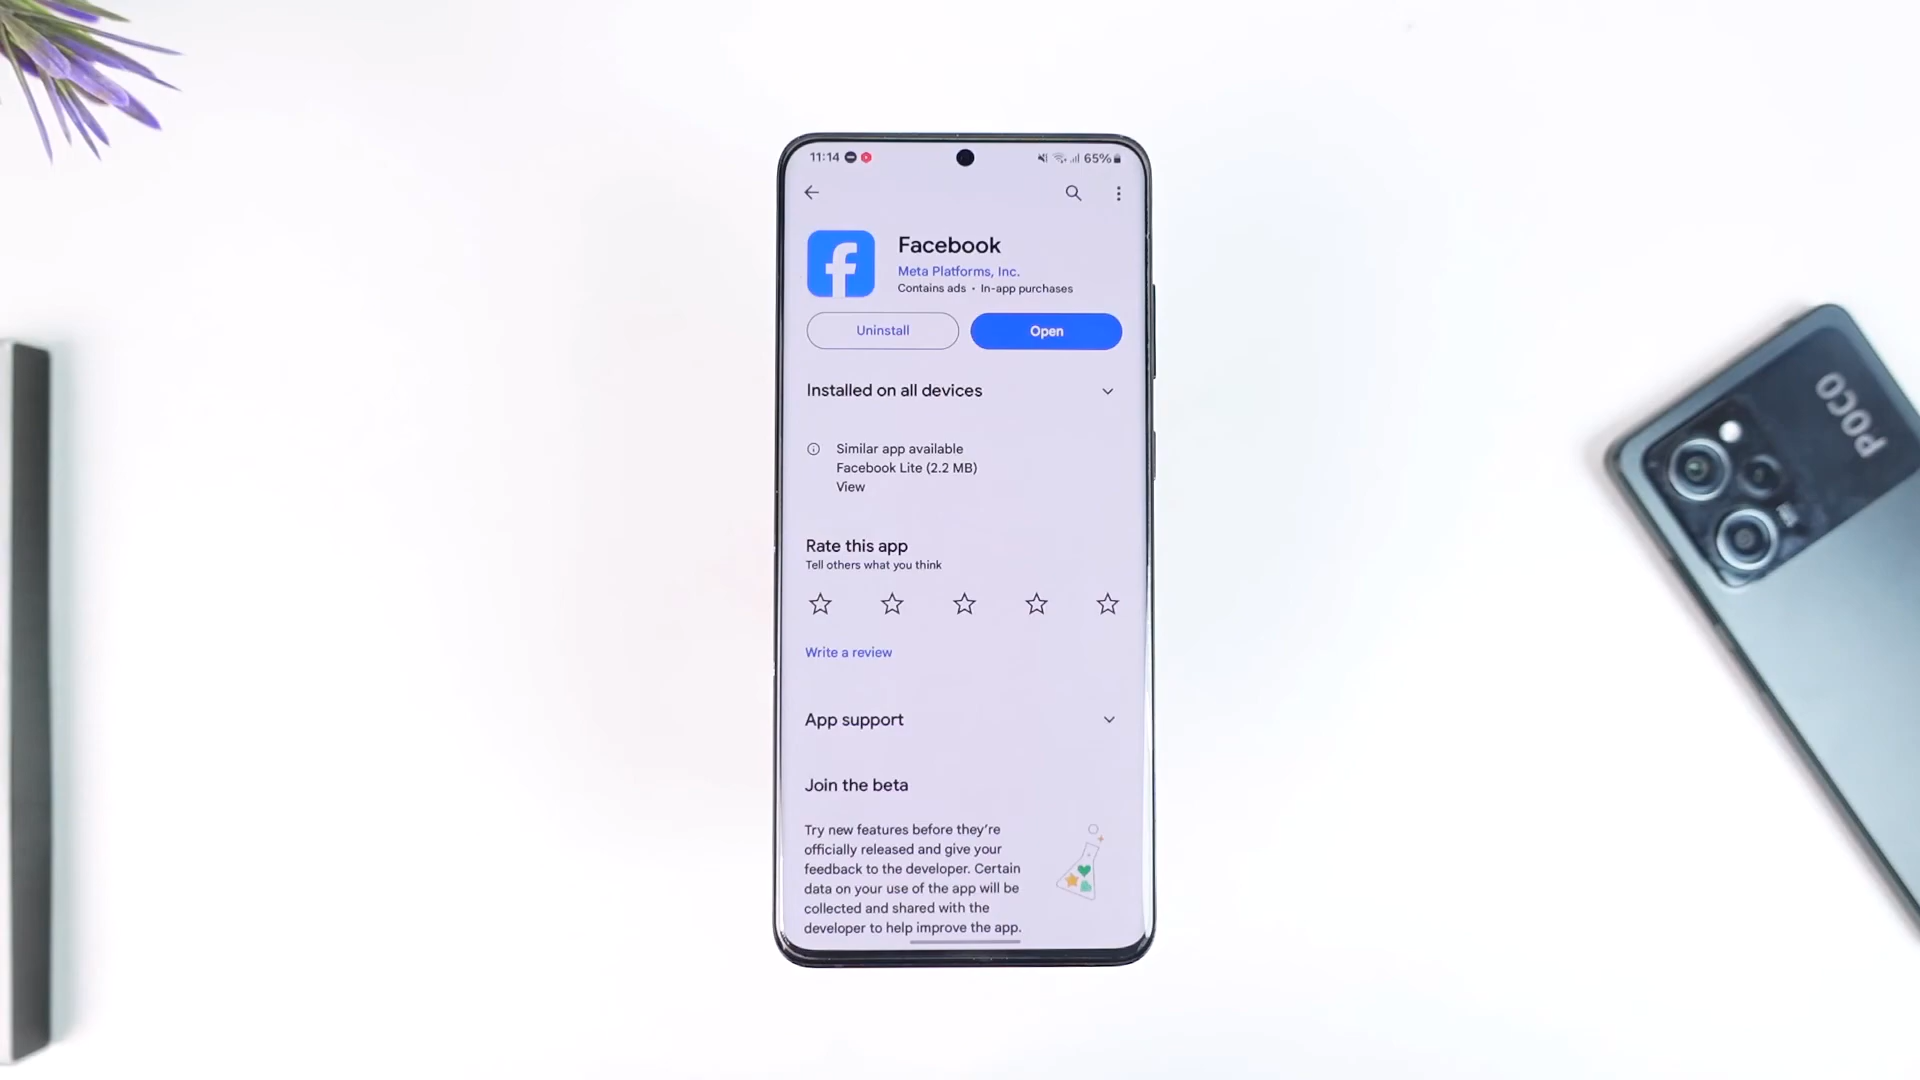 11:14
65%
Facebook
Meta Platforms, Inc.
Contains ads • In-app purchases
Uninstall
Open
Installed on all devices
Similar app available
Facebook Lite (2.2 MB)
View
Rate this app
Tell others what you think
Write a review
App support
Join the beta
Try new features before they're
officially released and give your
feedback to the developer. Certain
data on your use of the app will be
collected and shared with the
developer to help improve the app.
POCO